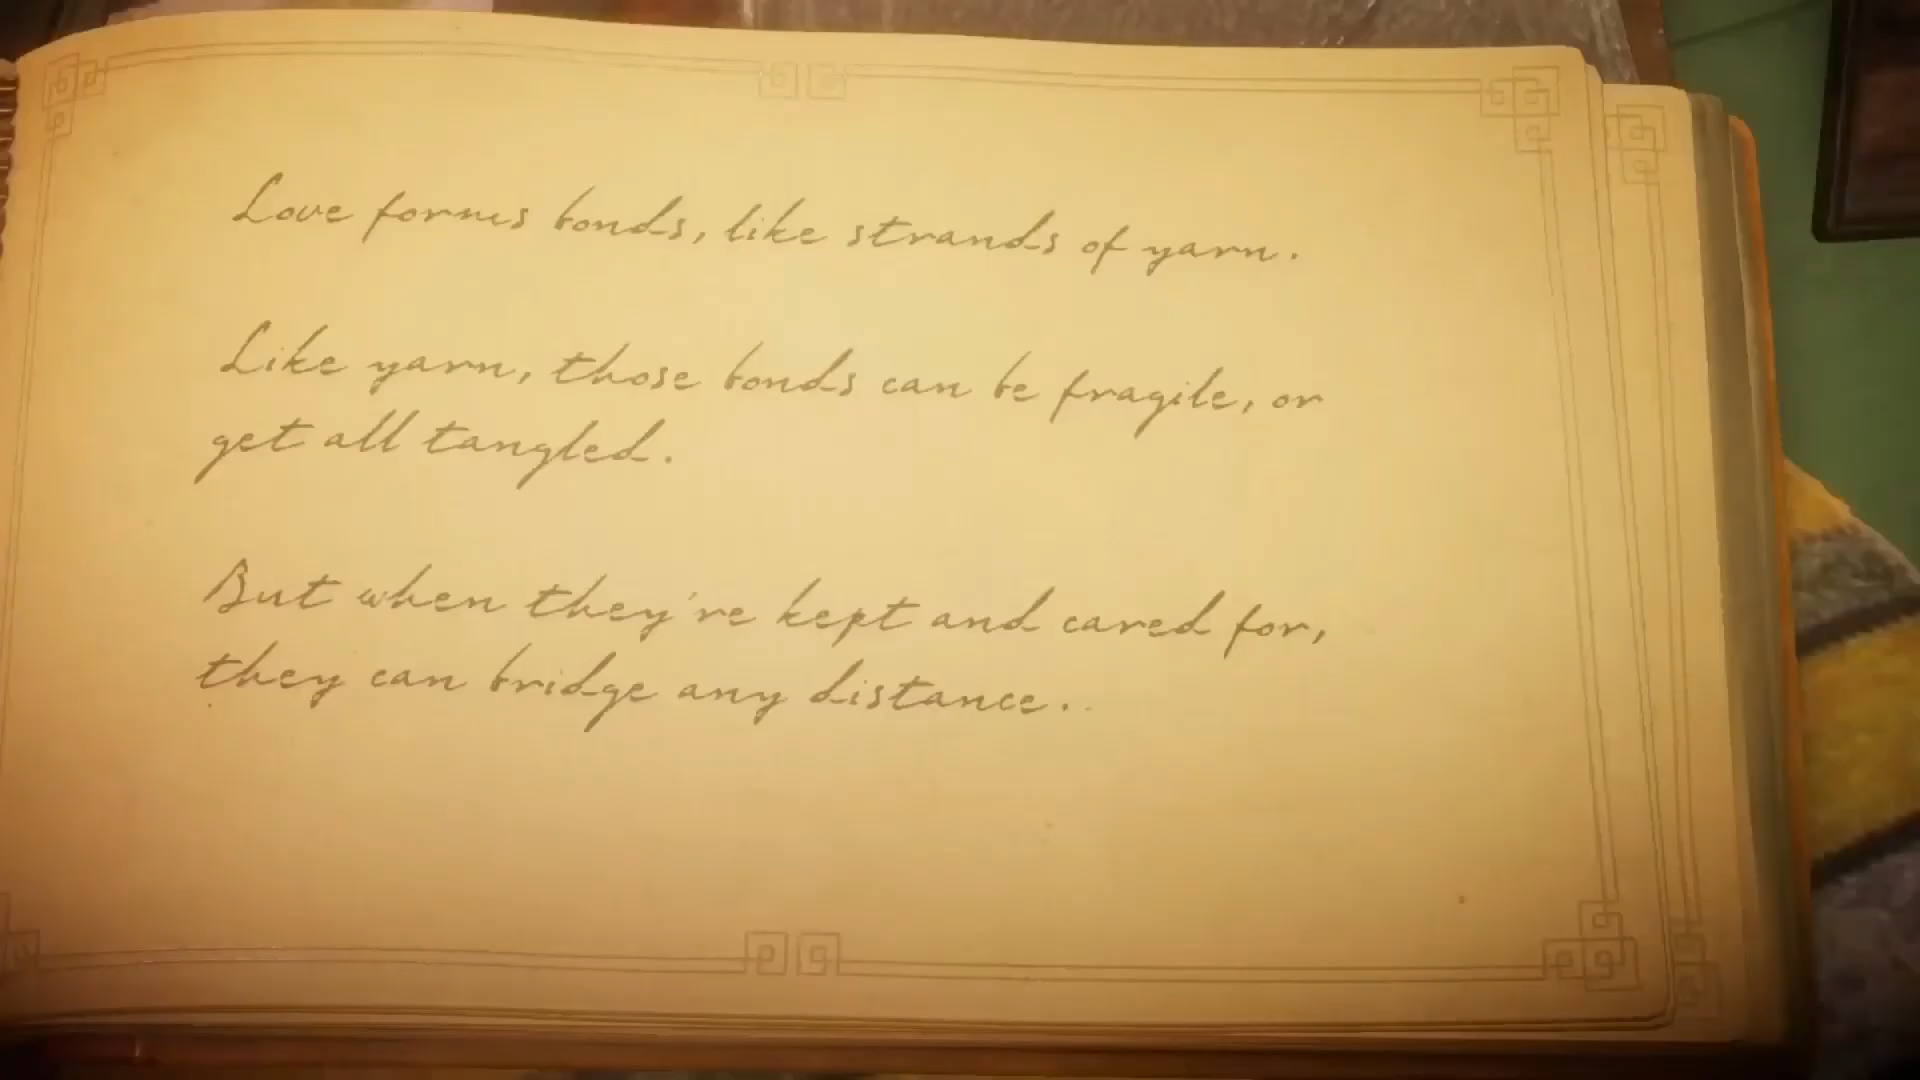 Love forms bonds, like strands of yarn.
Like yarn, those bonds can be fragile, or
get all tangled.
But when they're kept and cared for,
they can bridge any distance..